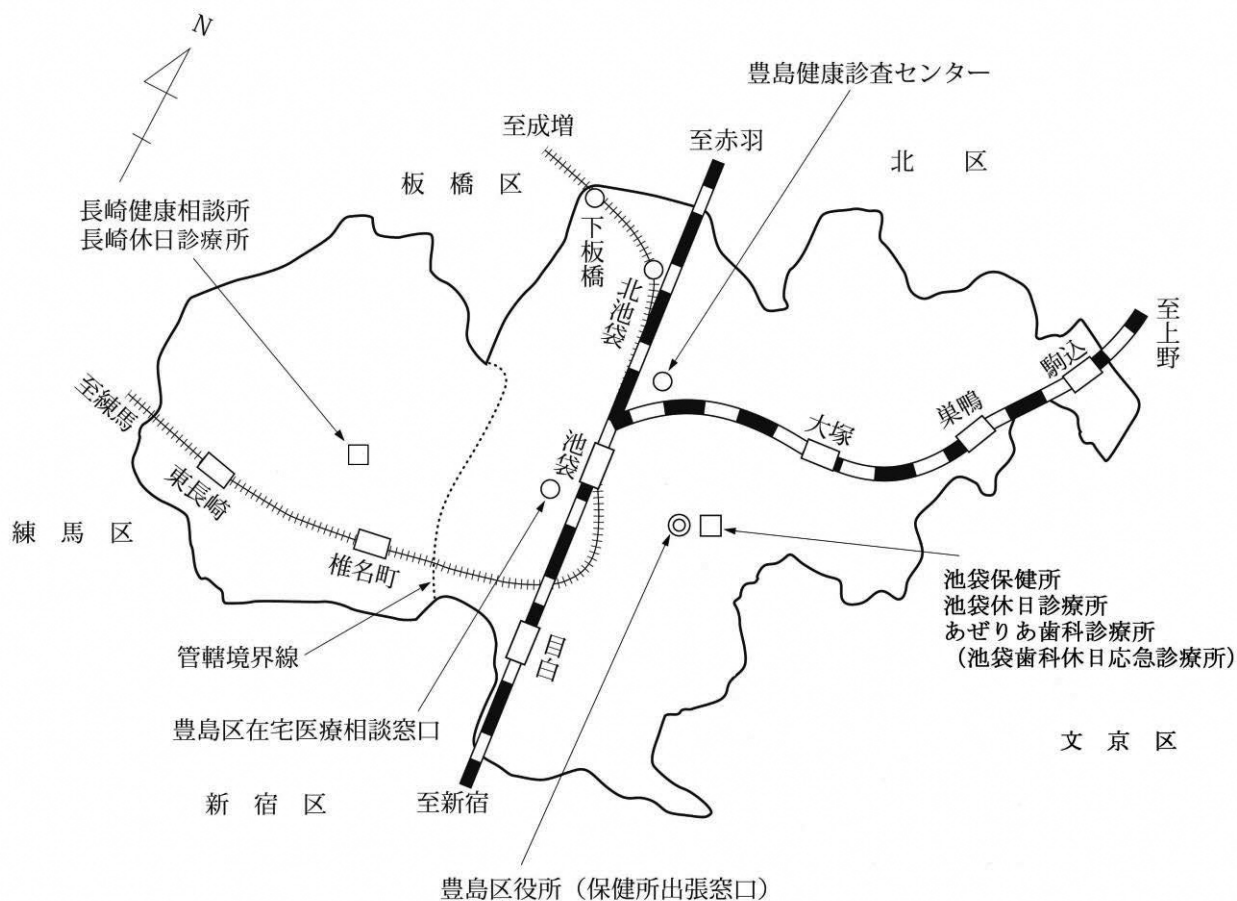 N
豊島健康診査センター
至成増
至赤羽
北　区
板 橋 区
長崎健康相談所
長崎休日診療所
下板橋
北池袋
至上野
駒込
巣鴨
大塚
至練馬
池袋
東長崎
練 馬 区
椎名町
池袋保健所
池袋休日診療所
あぜりあ歯科診療所
（池袋歯科休日応急診療所）
管轄境界線
目白
豊島区在宅医療相談窓口
文 京 区
新 宿 区
至新宿
豊島区役所（保健所出張窓口）